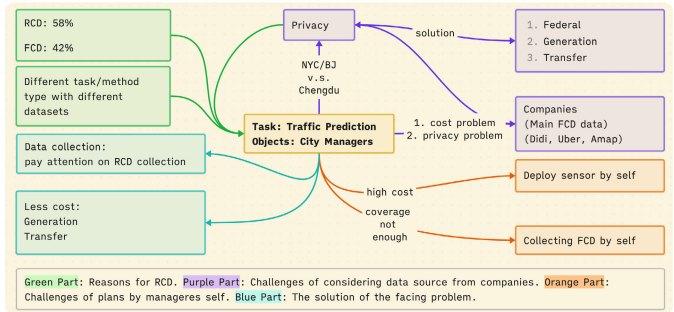 RCD: 58%
FCD: 42%
Different task/method
type with different
datasets
Data collection:
pay attention on RCD collection
Less cost:
Generation
Transfer
Privacy
NYC/BJ
v.s.
Chengdu
Task: Traffic Prediction
Objects: City Managers
solution
1. Federal
2. Generation
3. Transfer
1. cost problem
2. privacy problem
Companies
(Main FCD data)
(Didi, Uber, Amap)
high cost
Deploy sensor by self
coverage
not
enough
Collecting FCD by self
Green Part: Reasons for RCD. Purple Part: Challenges of considering data source from companies. Orange Part:
Challenges of plans by manageres self. Blue Part: The solution of the facing problem.